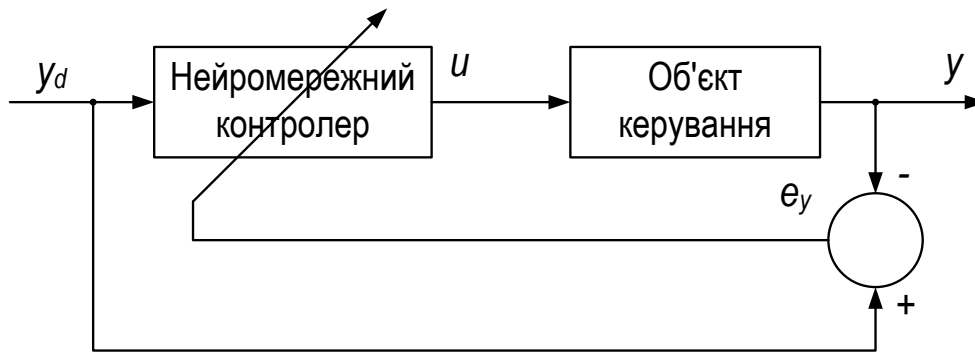 y_d
Нейромережний
контролер
u
Об'єкт
керування
y
-
e_y
+